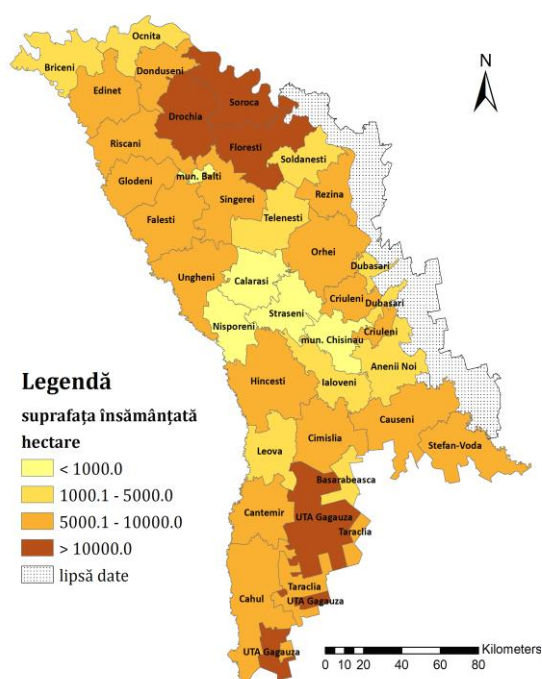 Ocnita
N
Briceni
Donduseni
Edinet
Soroca
Drochia
Floresti
Riscani
Soldanesti
mun. Balti
Glodeni
Singerei
Rezina
Telenesti
Falesti
Orhei
Dubasari
Ungheni
Calarasi
Criuleni
Dubasari
Straseni
Nisporeni
mun. Chisinau
Criuleni
Anenii Noi
Ialoveni
Hincesti
Causeni
Cimislia
Stefan-Voda
Leova
Basarabeasca
Cantemir
UTA Gagauza
Taraclia
Taraclia
Cahul
UTA Gagauza
UTA Gagauza
Legendă
suprafața însămânțată
hectare
< 1000.0
1000.1 - 5000.0
5000.1 - 10000.0
> 10000.0
lipsă date
Kilometers
0 10 20 40 60 80